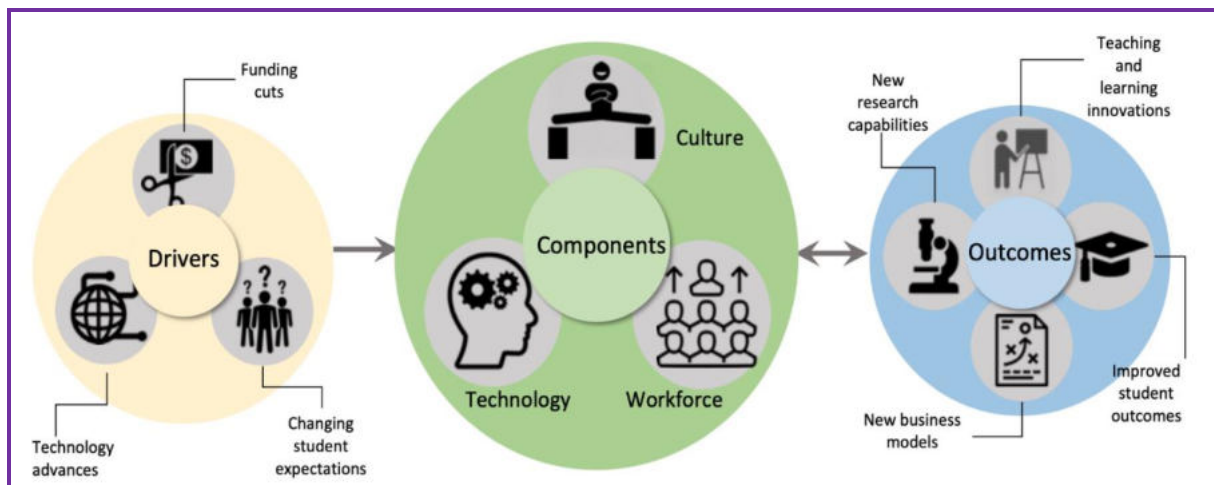 Funding
cuts
$
Drivers
? ? ?
Technology
advances
Changing
student
expectations
Culture
Components
Technology
Workforce
New
research
capabilities
Teaching
and
learning
innovations
Outcomes
New business
models
Improved
student
outcomes